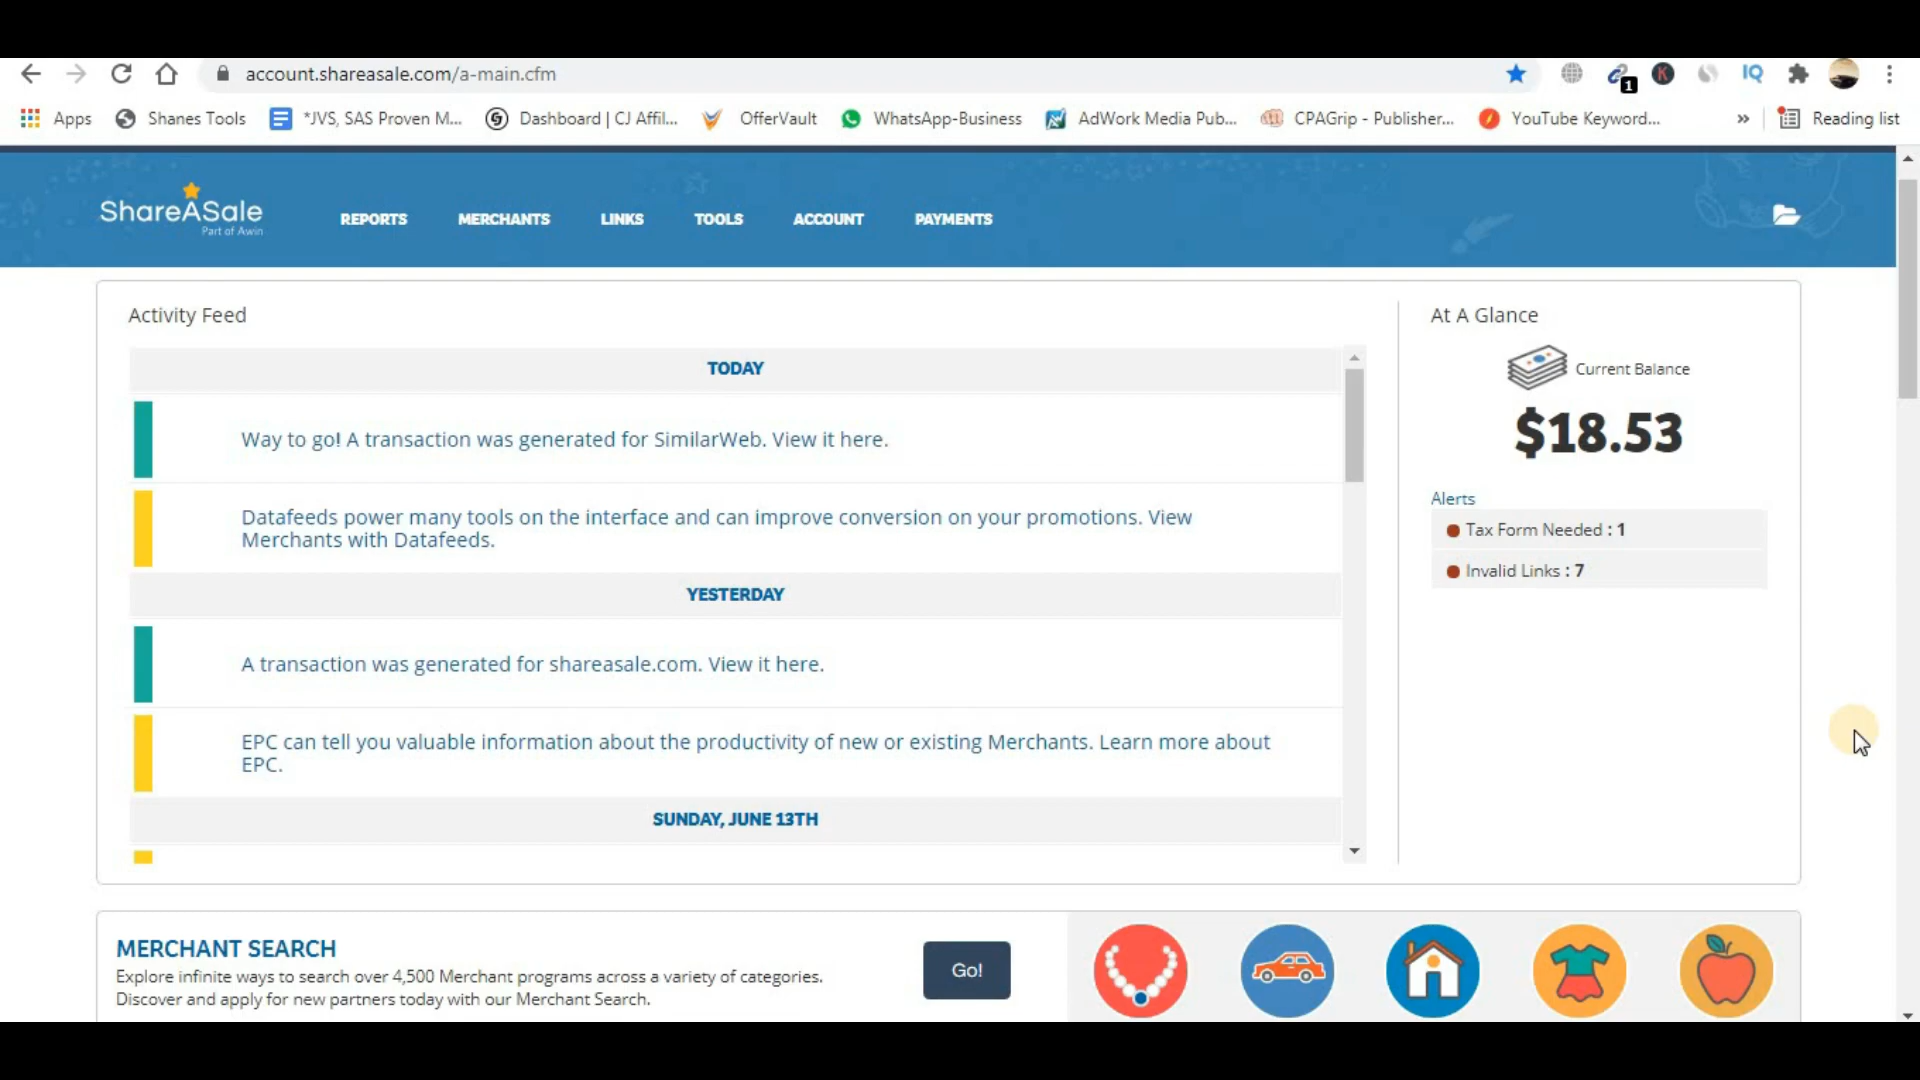 account.shareasale.com/a-main.cfm
1
K
IQ
Apps
Shanes Tools
*JVS, SAS Proven M...
Dashboard | CJ Affil...
OfferVault
WhatsApp-Business
AdWork Media Pub...
CPAGrip - Publisher...
YouTube Keyword...
»
Reading list
ShareASale
Part of Awin
REPORTS
MERCHANTS
LINKS
TOOLS
ACCOUNT
PAYMENTS
Activity Feed
TODAY
Way to go! A transaction was generated for SimilarWeb. View it here.
Datafeeds power many tools on the interface and can improve conversion on your promotions. View
Merchants with Datafeeds.
YESTERDAY
A transaction was generated for shareasale.com. View it here.
EPC can tell you valuable information about the productivity of new or existing Merchants. Learn more about
EPC.
SUNDAY, JUNE 13TH
At A Glance
Current Balance
$18.53
Alerts
Tax Form Needed : 1
Invalid Links : 7
MERCHANT SEARCH
Explore infinite ways to search over 4,500 Merchant programs across a variety of categories.
Discover and apply for new partners today with our Merchant Search.
Go!